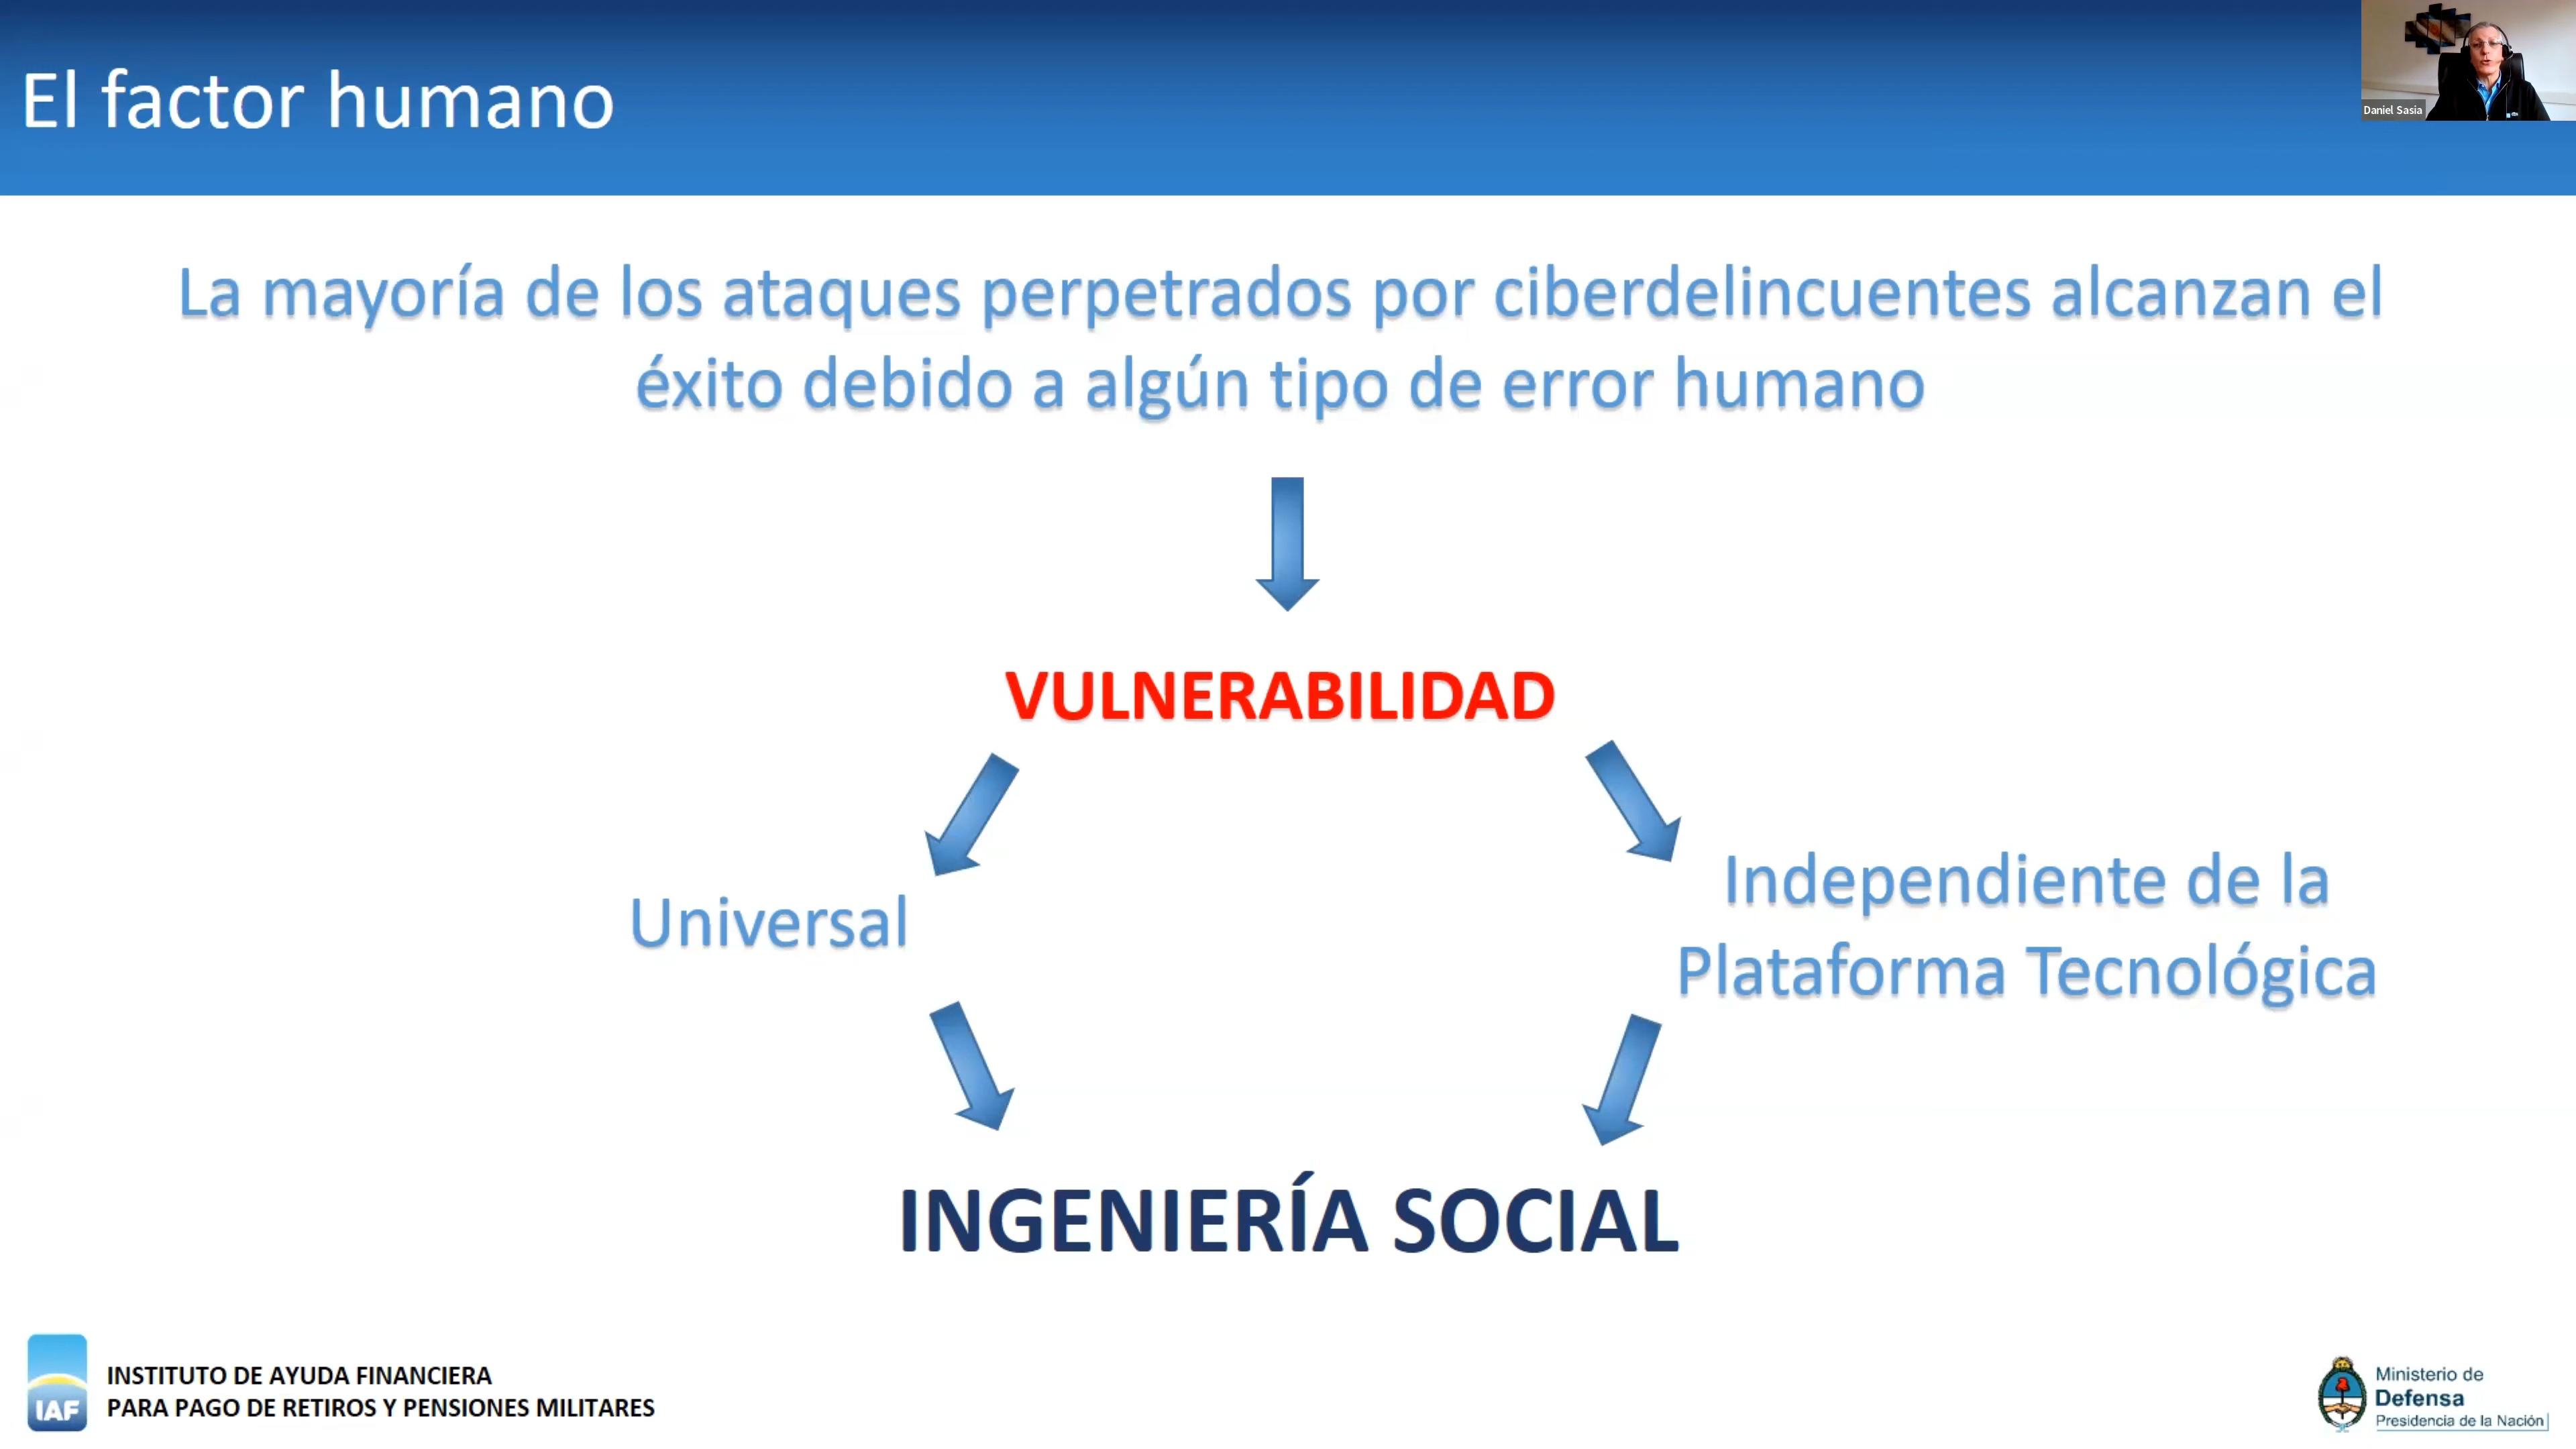 El factor humano
Daniel Sasia
La mayoría de los ataques perpetrados por ciberdelincuentes alcanzan el
éxito debido a algún tipo de error humano
VULNERABILIDAD
Universal
Independiente de la
Plataforma Tecnológica
INGENIERÍA SOCIAL
IAF
INSTITUTO DE AYUDA FINANCIERA
PARA PAGO DE RETIROS Y PENSIONES MILITARES
Ministerio de
Defensa
Presidencia de la Nación